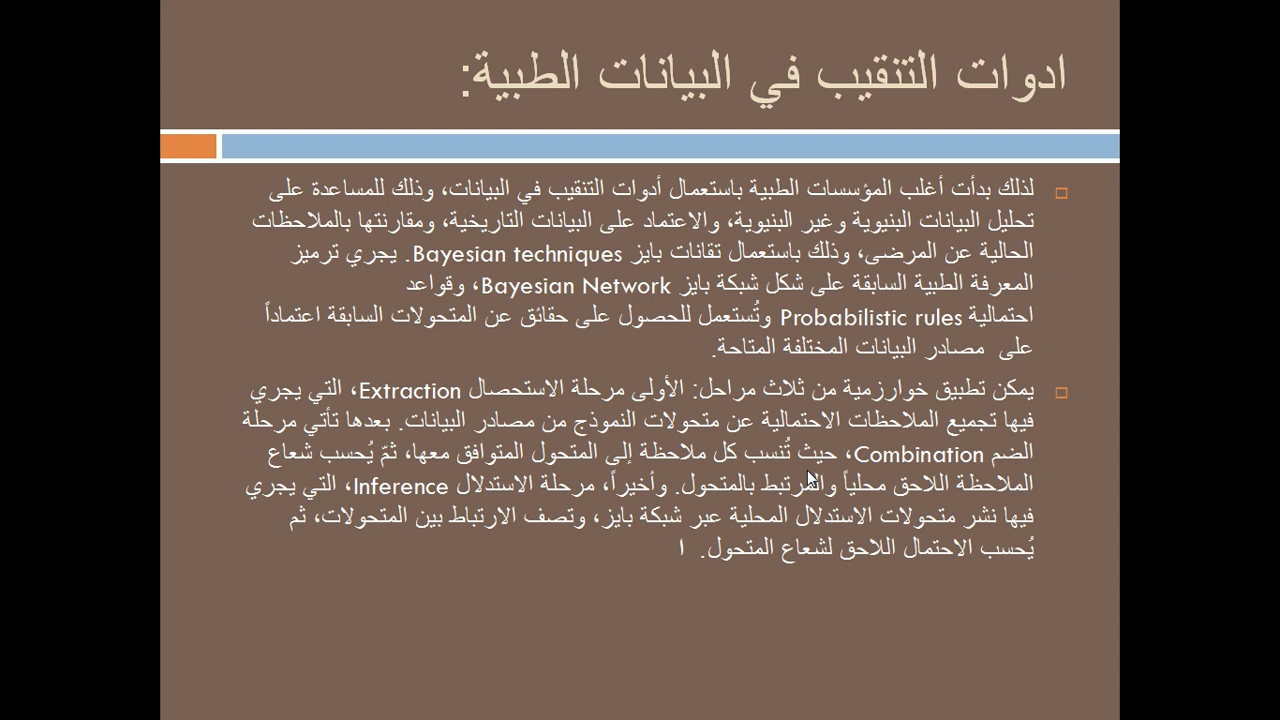 ادوات التنقيب في البيانات الطبية:
لذلك بدأت أغلب المؤسسات الطبية باستعمال أدوات التنقيب في البيانات، وذلك للمساعدة على
تحليل البيانات البنيوية وغير البنيوية، والاعتماد على البيانات التاريخية، ومقارنتها بالملاحظات
الحالية عن المرضى، وذلك باستعمال تقانات بايز Bayesian techniques. يجري ترميز
المعرفة الطبية السابقة على شكل شبكة بايز Bayesian Network، وقواعد
احتمالية Probabilistic rules وتُستعمل للحصول على حقائق عن المتحولات السابقة اعتماداً
على مصادر البيانات المختلفة المتاحة.
يمكن تطبيق خوارزمية من ثلاث مراحل: الأولى مرحلة الاستحصال Extraction، التي يجري
فيها تجميع الملاحظات الاحتمالية عن متحولات النموذج من مصادر البيانات. بعدها تأتي مرحلة
الضم Combination، حيث تُنسب كل ملاحظة إلى المتحول المتوافق معها، ثمّ يُحسب شعاع
الملاحظة اللاحق محلياً والمرتبط بالمتحول. وأخيراً، مرحلة الاستدلال Inference، التي يجري
فيها نشر متحولات الاستدلال المحلية عبر شبكة بايز، وتصف الارتباط بين المتحولات، ثم
يُحسب الاحتمال اللاحق لشعاع المتحول. ا